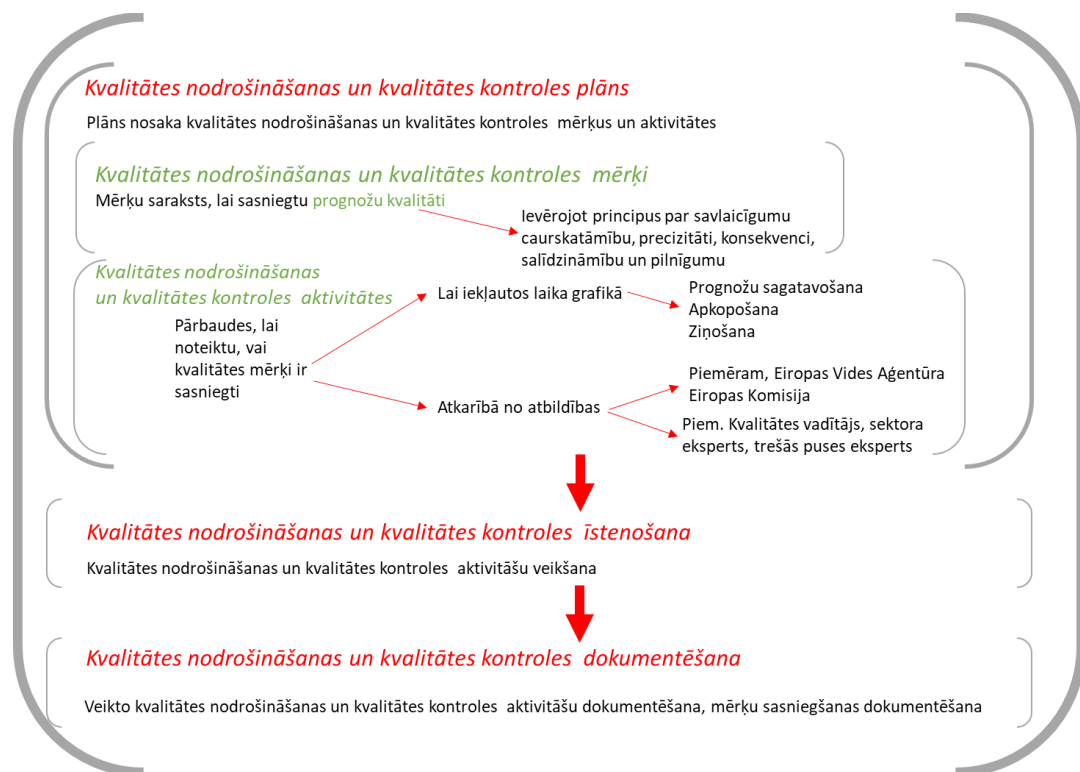 Kvalitātes nodrošināšanas un kvalitātes kontroles plāns
Plāns nosaka kvalitātes nodrošināšanas un kvalitātes kontroles mērķus un aktivitātes
Kvalitātes nodrošināšanas un kvalitātes kontroles mērķi
Mērķu saraksts, lai sasniegtu prognožu kvalitāti
Ievērojot principus par savlaicīgumu
caurskatāmību, precizitāti, konsekvenci,
salīdzināmību un pilnīgumu
Kvalitātes nodrošināšanas
un kvalitātes kontroles aktivitātes
Pārbaudes, lai
noteiktu, vai
kvalitātes mērķi ir
sasniegti
Lai iekļautos laika grafikā
Prognožu sagatavošana
Apkopošana
Ziņošana
Atkarībā no atbildības
Piemēram, Eiropas Vides Aģentūra
Eiropas Komisija
Piem. Kvalitātes vadītājs, sektora
eksperts, trešās puses eksperts
Kvalitātes nodrošināšanas un kvalitātes kontroles īstenošana
Kvalitātes nodrošināšanas un kvalitātes kontroles aktivitāšu veikšana
Kvalitātes nodrošināšanas un kvalitātes kontroles dokumentēšana
Veikto kvalitātes nodrošināšanas un kvalitātes kontroles aktivitāšu dokumentēšana, mērķu sasniegšanas dokumentēšana